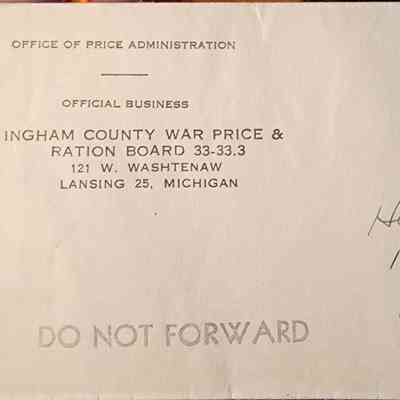 OFFICE OF PRICE ADMINISTRATION
OFFICIAL BUSINESS
INGHAM COUNTY WAR PRICE &
RATION BOARD 33-33.3
121 W. WASHTENAW
LANSING 25, MICHIGAN
DO NOT FORWARD